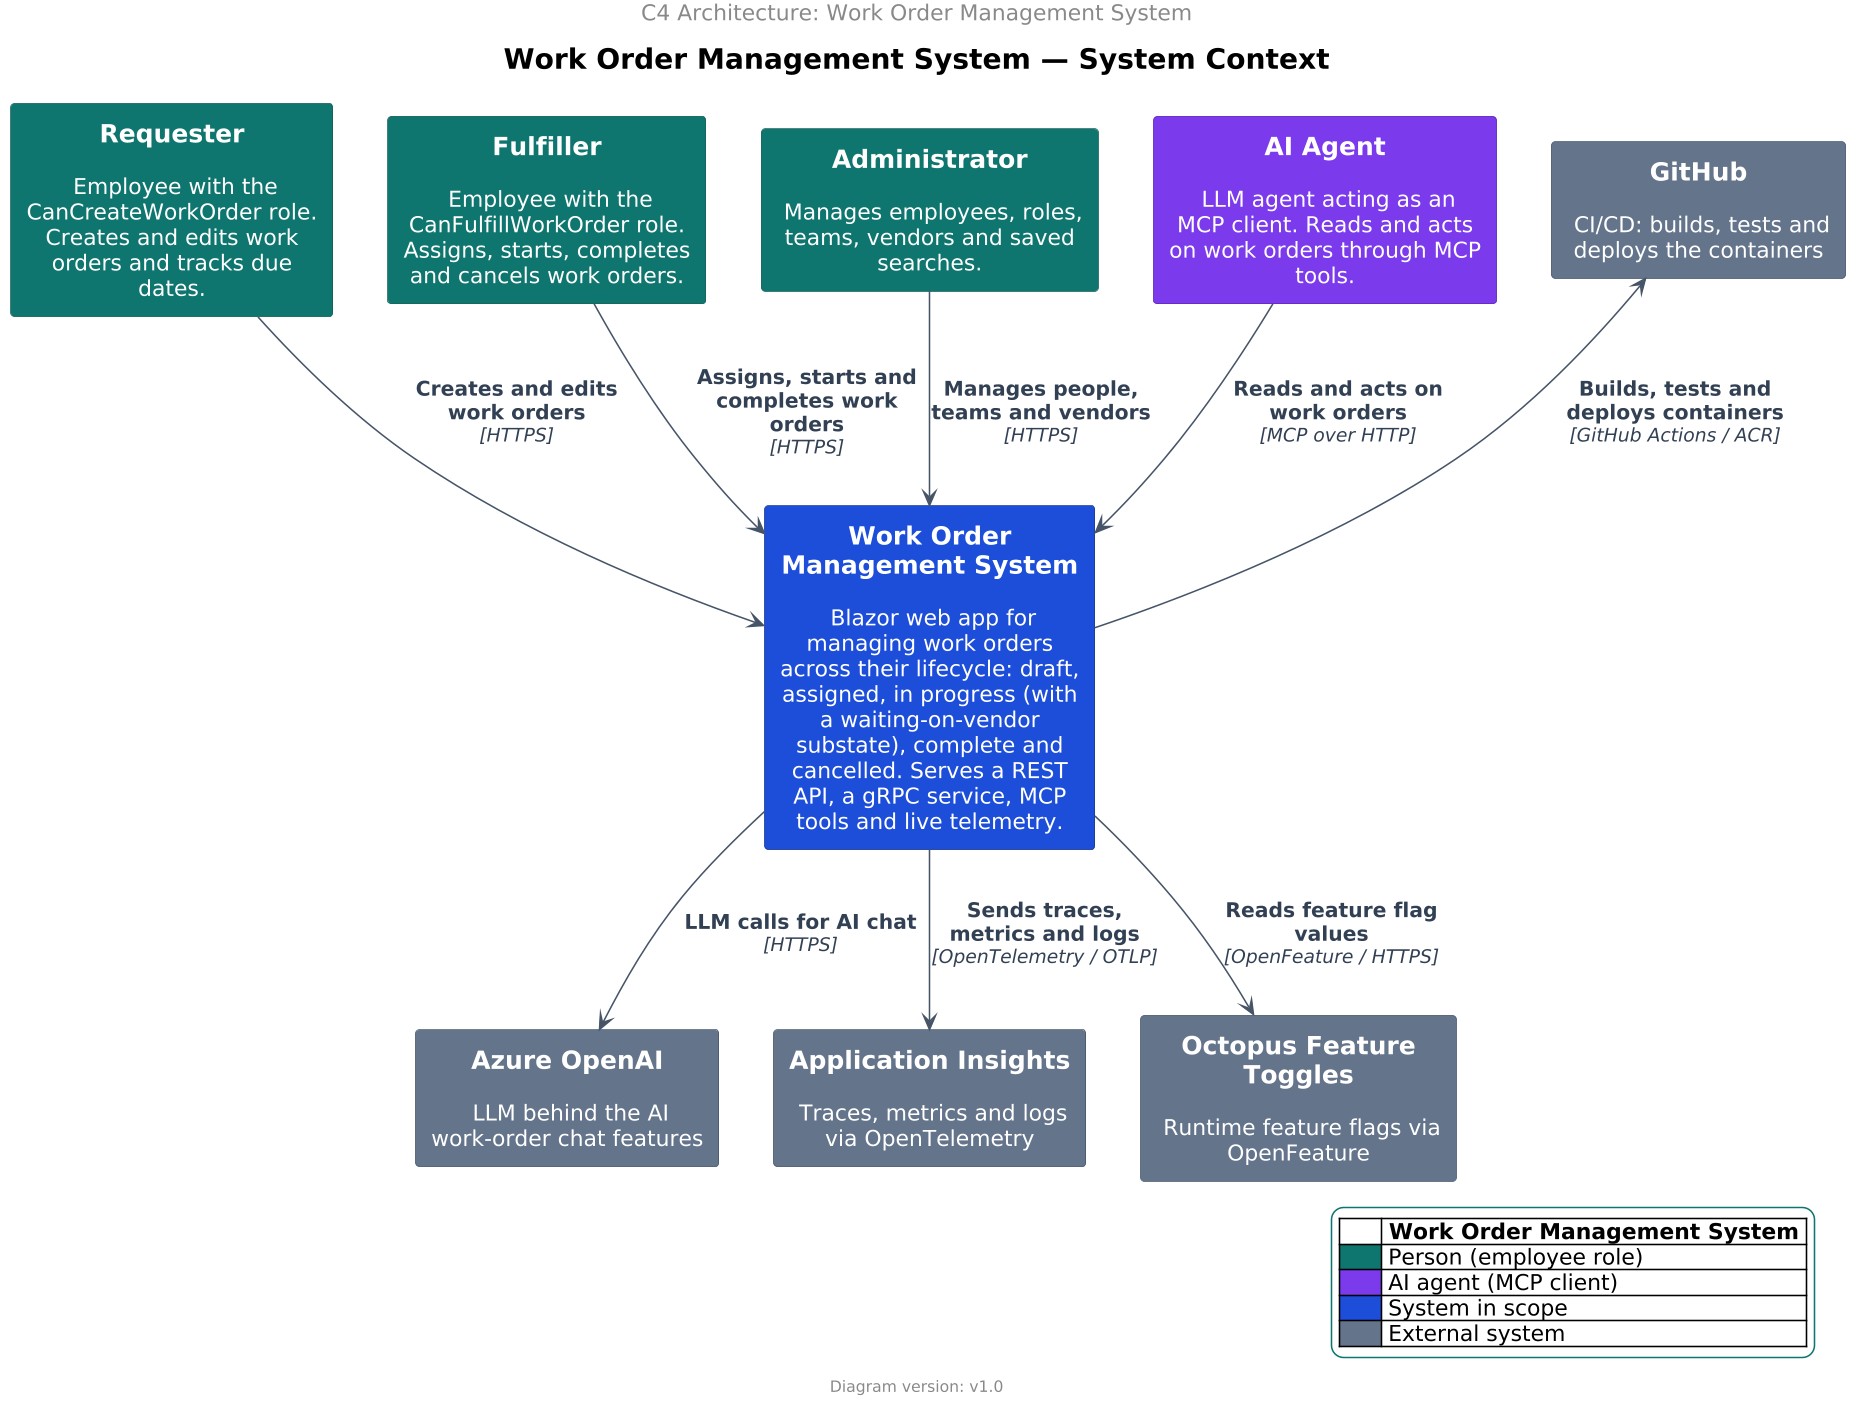 C4 Architecture: Work Order Management System
Work Order Management System — System Context
Requester
Employee with the
CanCreateWorkOrder role.
Creates and edits work
orders and tracks due
dates.
Fulfiller
Employee with the
CanFulfillWorkOrder role.
Assigns, starts, completes
and cancels work orders.
Administrator
Manages employees, roles,
teams, vendors and saved
searches.
AI Agent
LLM agent acting as an
MCP client. Reads and acts
on work orders through MCP
tools.
GitHub
CI/CD: builds, tests and
deploys the containers
Creates and edits
work orders
[HTTPS]
Assigns, starts and
completes work
orders
[HTTPS]
Manages people,
teams and vendors
[HTTPS]
Reads and acts on
work orders
[MCP over HTTP]
Builds, tests and
deploys containers
[GitHub Actions / ACR]
Work Order
Management System
Blazor web app for
managing work orders
across their lifecycle: draft,
assigned, in progress (with
a waiting-on-vendor
substate), complete and
cancelled. Serves a REST
API, a gRPC service, MCP
tools and live telemetry.
LLM calls for AI chat
[HTTPS]
Sends traces,
metrics and logs
[OpenTelemetry / OTLP]
Reads feature flag
values
[OpenFeature / HTTPS]
Azure OpenAI
LLM behind the AI
work-order chat features
Application Insights
Traces, metrics and logs
via OpenTelemetry
Octopus Feature
Toggles
Runtime feature flags via
OpenFeature
Work Order Management System
Person (employee role)
AI agent (MCP client)
System in scope
External system
Diagram version: v1.0